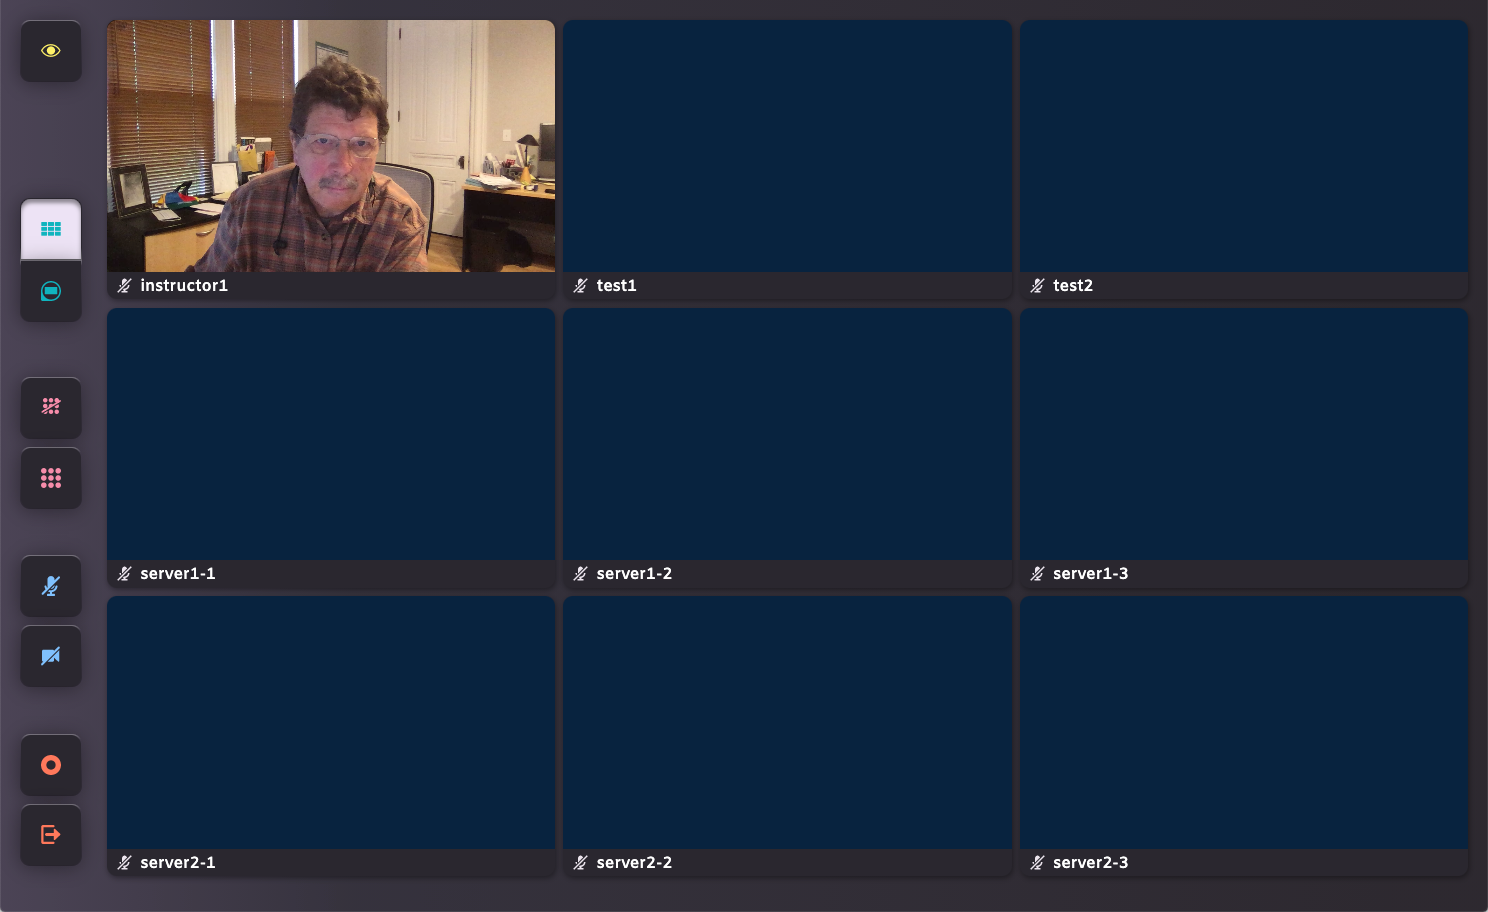 instructor1
test1
test2
server1-1
server1-2
server1-3
server2-1
server2-2
server2-3